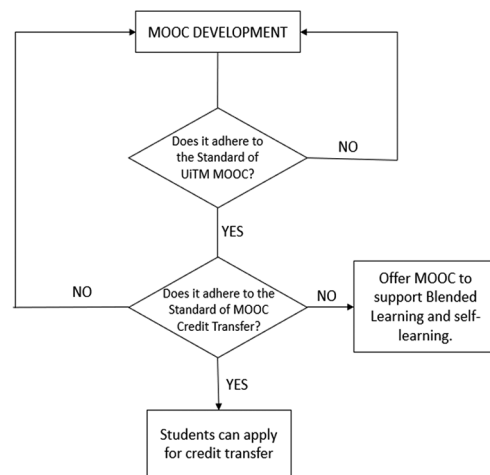 MOOC DEVELOPMENT
Does it adhere to
the Standard of
UiTM MOOC?
NO
YES
Does it adhere to the
Standard of MOOC
Credit Transfer?
NO
NO
Offer MOOC to
support Blended
Learning and self-
learning.
YES
Students can apply
for credit transfer